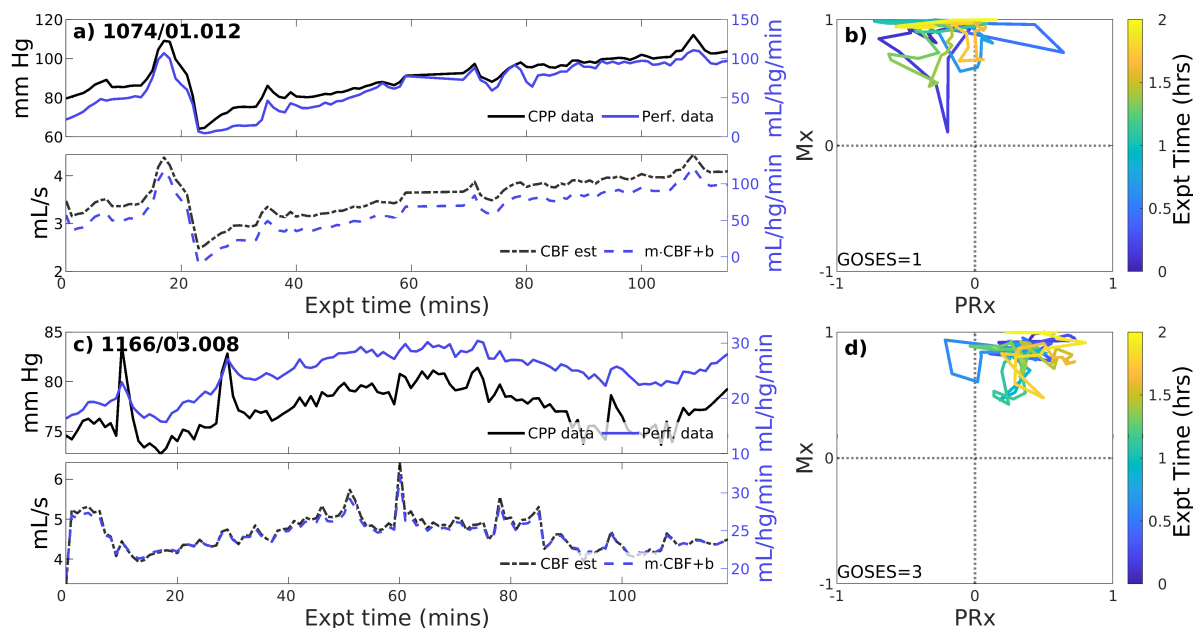 a) 1074/01.012
120
100
80
60
mm Hg
150
100
50
0
mL/hg/min
CPP data
Perf. data
4
3
2
mL/s
100
50
0
mL/hg/min
CBF est
m·CBF+b
0
20
40
60
80
100
Expt time (mins)
b)
1
0
-1
Mx
GOSES=1
-1
0
1
PRx
2
1.5
1
0.5
0
Expt Time (hrs)
c) 1166/03.008
85
80
75
mm Hg
30
20
10
mL/hg/min
CPP data
Perf. data
6
5
4
mL/s
30
25
20
mL/hg/min
CBF est
m·CBF+b
0
20
40
60
80
100
Expt time (mins)
d)
1
0
-1
Mx
GOSES=3
-1
0
1
PRx
2
1.5
1
0.5
0
Expt Time (hrs)